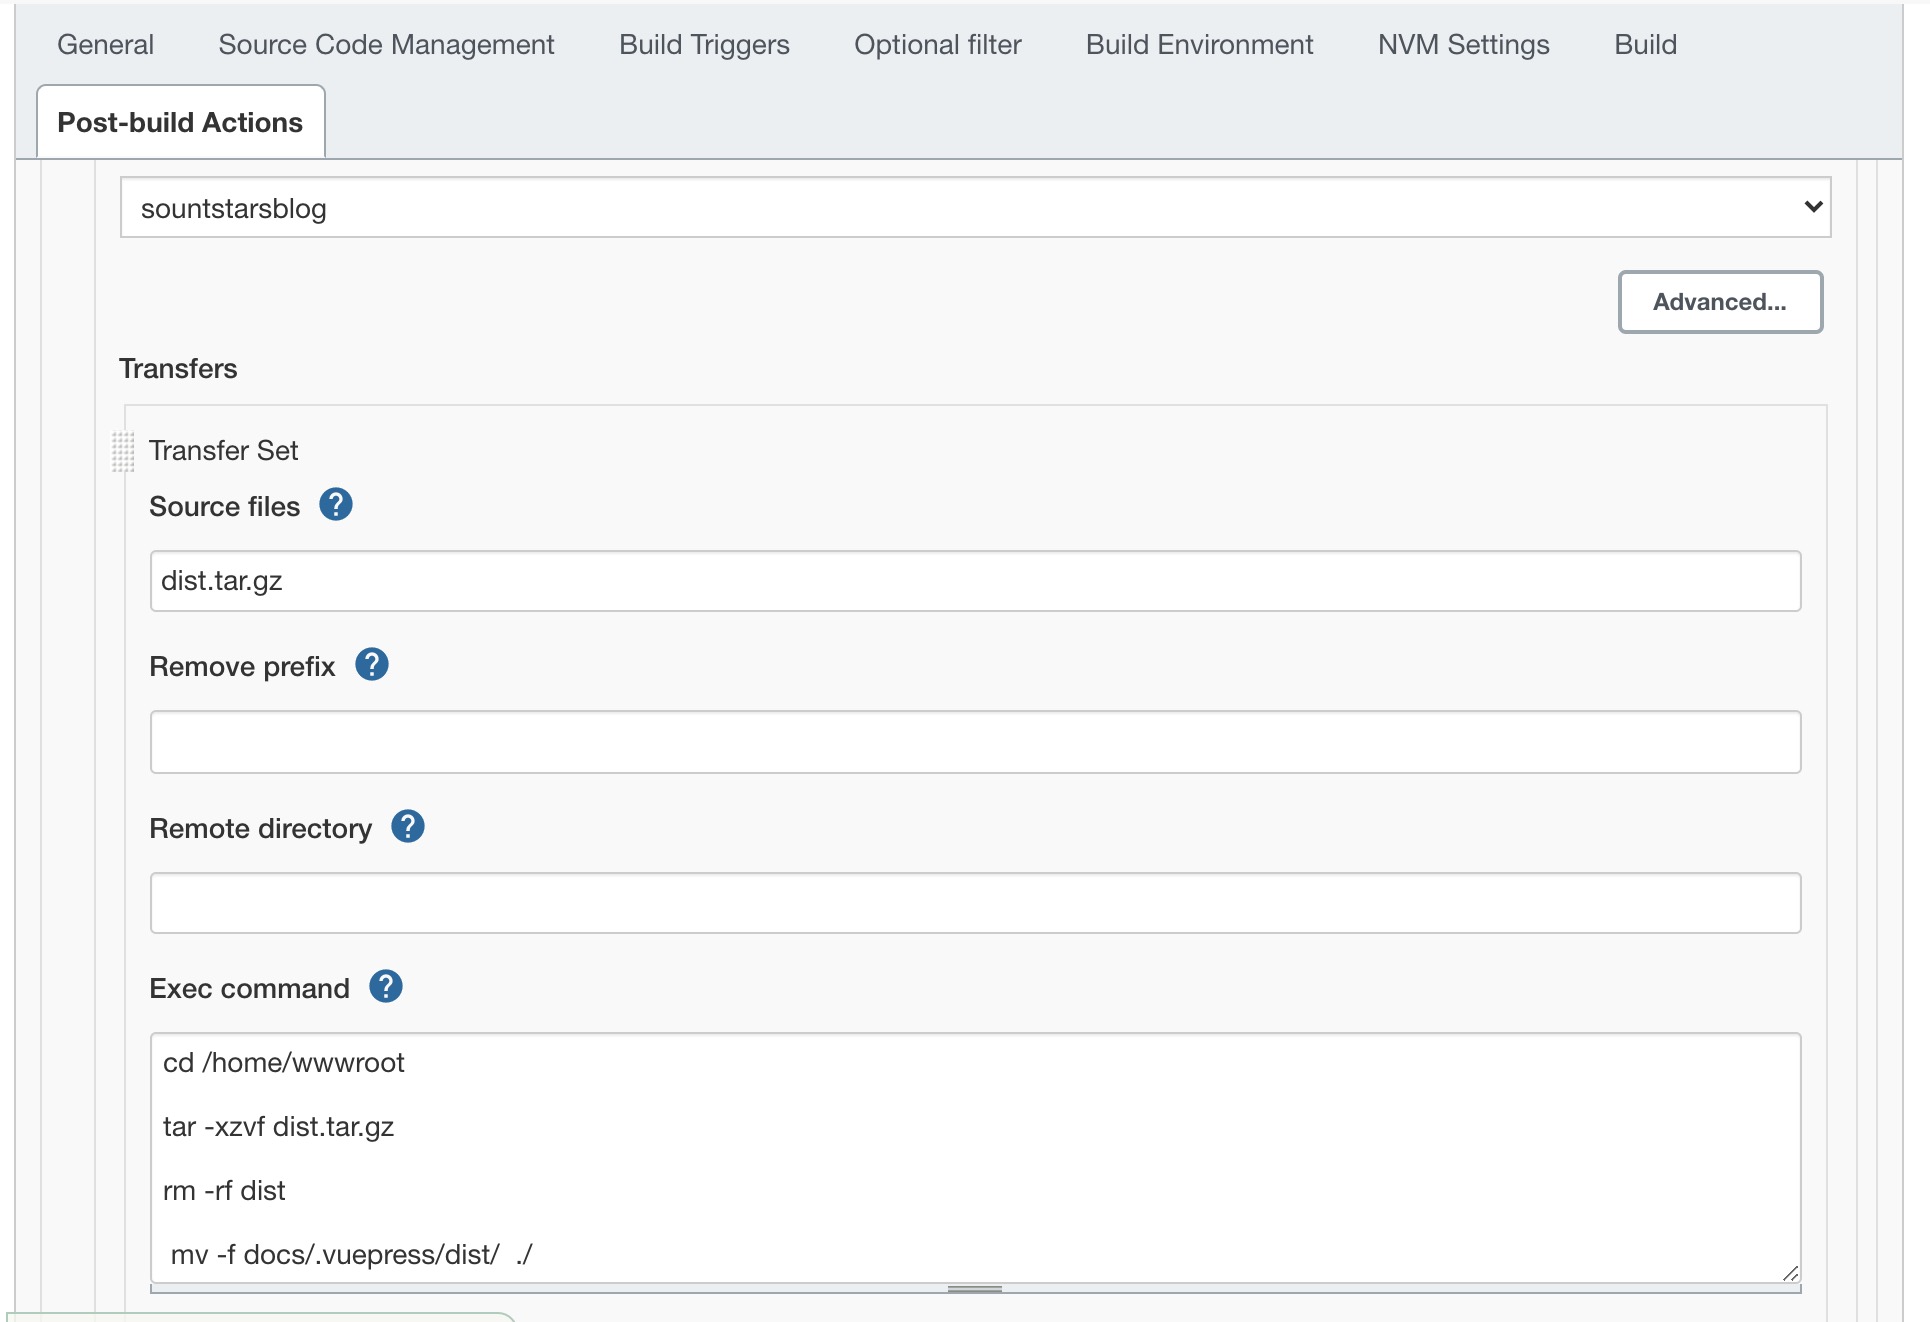 General Source Code Management Build Triggers Optional filter Build Environment NVM Settings Build
Post-build Actions
sountstarsblog
Advanced...
Transfers
Transfer Set
Source files ?
dist.tar.gz
Remove prefix ?
Remote directory ?
Exec command ?
cd /home/wwwroot
tar -xzvf dist.tar.gz
rm -rf dist
mv -f docs/.vuepress/dist/  ./